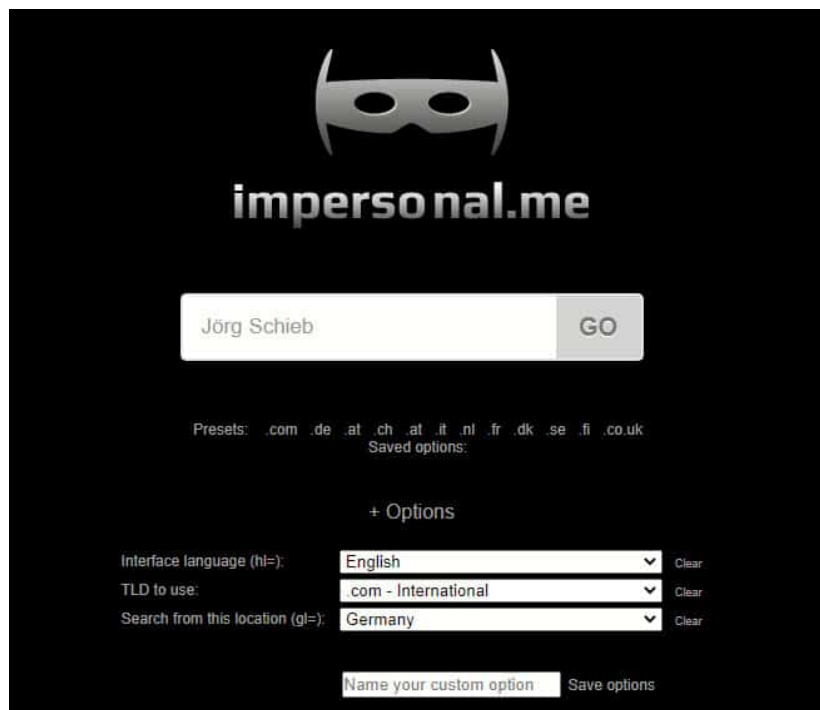 impersonal.me
Jörg Schieb GO
Presets: .com .de .at .ch .at .it .nl .fr .dk .se .fi .co.uk
Saved options:
+ Options
Interface language (hl=): English Clear
TLD to use: .com - International Clear
Search from this location (gl=): Germany Clear
Name your custom option Save options